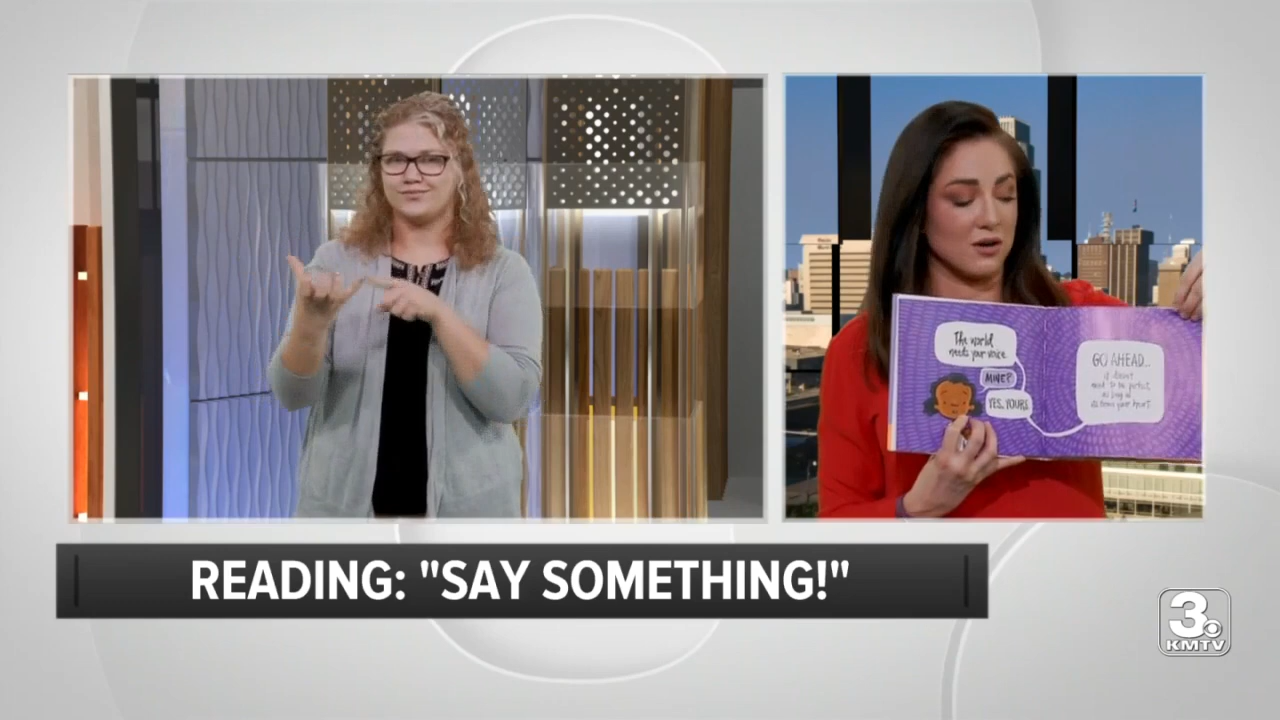 The world
needs your voice.
MINE?
YES, YOURS.
GO AHEAD...
it doesn't
need to be perfect,
as long as
it's from your heart.
READING: "SAY SOMETHING!"
3
KMTV